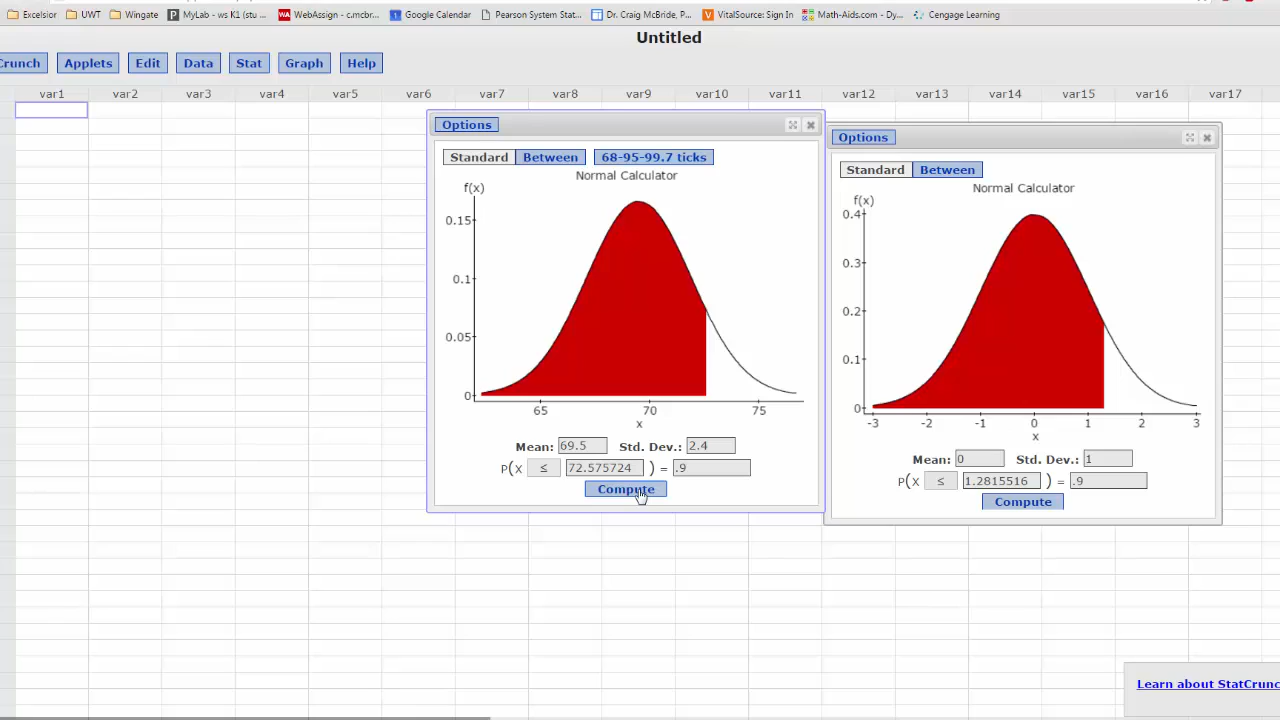 Excelsior UWT Wingate MyLab - ws K1 (stu ... WebAssign - c.mcbr... Google Calendar Pearson System Stat... Dr. Craig McBride, P... VitalSource: Sign In Math-Aids.com - Dy... Cengage Learning
Untitled
Crunch Applets Edit Data Stat Graph Help
var1 var2 var3 var4 var5 var6 var7 var8 var9 var10 var11 var12 var13 var14 var15 var16 var17
Options
Standard Between 68-95-99.7 ticks
Normal Calculator
f(x)
0.15
0.1
0.05
0
65 70 75
x
Mean: 69.5 Std. Dev.: 2.4
P(X ≤ 72.575724 ) = .9
Compute
Options
Standard Between
Normal Calculator
f(x)
0.4
0.3
0.2
0.1
0
-3 -2 -1 0 1 2 3
x
Mean: 0 Std. Dev.: 1
P(X ≤ 1.2815516 ) = .9
Compute
Learn about StatCrunc